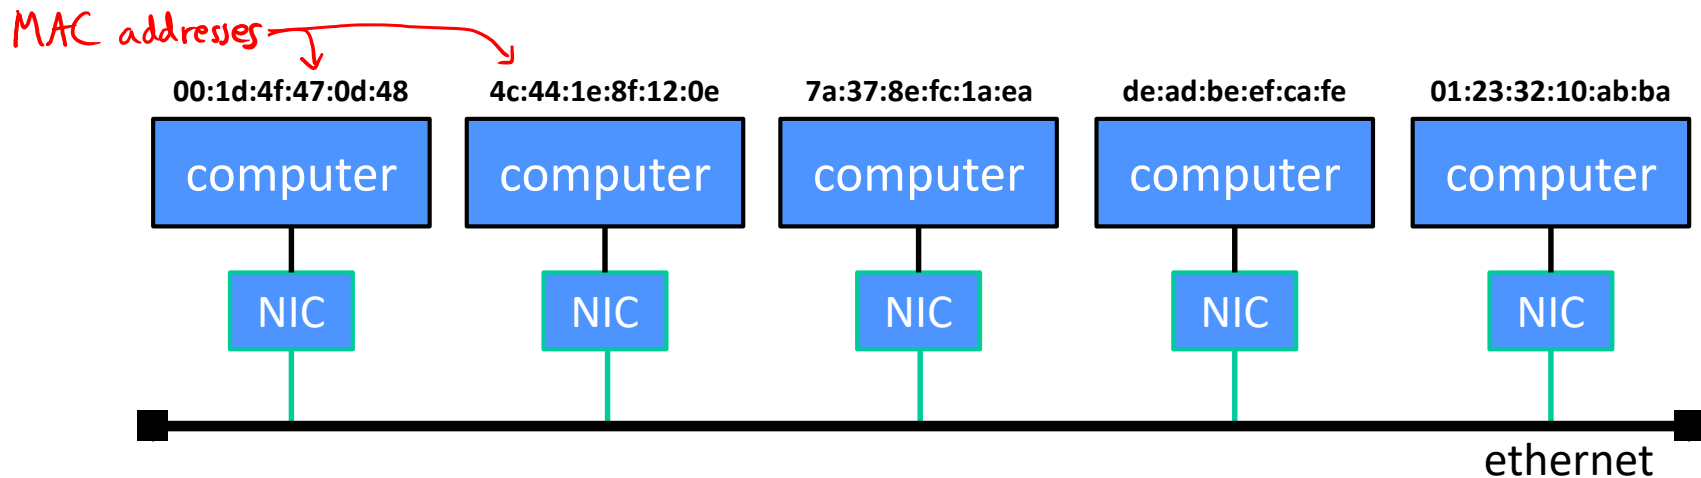 MAC addresses
00:1d:4f:47:0d:48 4c:44:1e:8f:12:0e 7a:37:8e:fc:1a:ea de:ad:be:ef:ca:fe 01:23:32:10:ab:ba
computer computer computer computer computer
NIC NIC NIC NIC NIC
ethernet